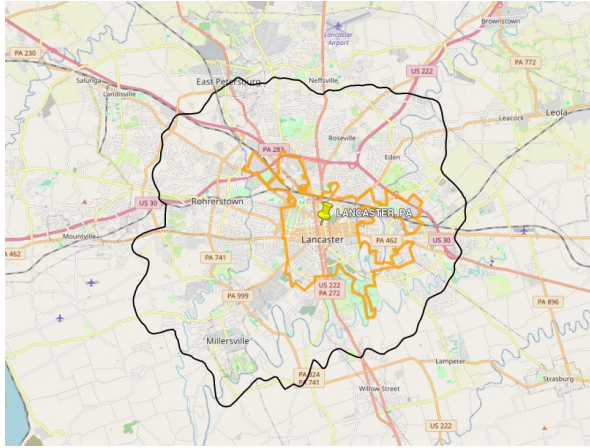 Brownstown
Lancaster
Airport
PA 230
PA 772
Salunga
US 222
East Petersburg
Neffsville
Landisville
Leola
Leacock
Roseville
PA 283
Eden
Rohrerstown
US 30
LANCASTER, PA
Mountville
Lancaster
PA 462
US 30
A 462
PA 741
US 222
PA 272
PA 999
PA 896
Millersville
Lampeter
PA 324
PA 741
Strasburg
Willow Street
US 222